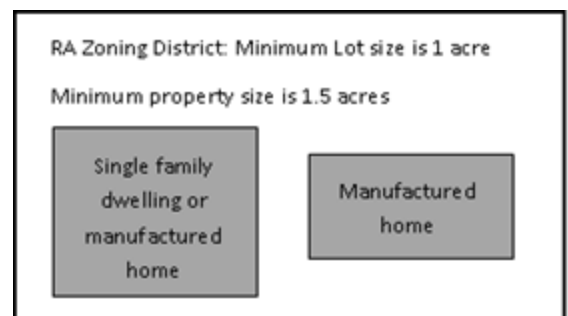 RA Zoning District: Minimum Lot size is 1 acre
Minimum property size is 1.5 acres
Single family
dwelling or
manufactured
home
Manufactured
home